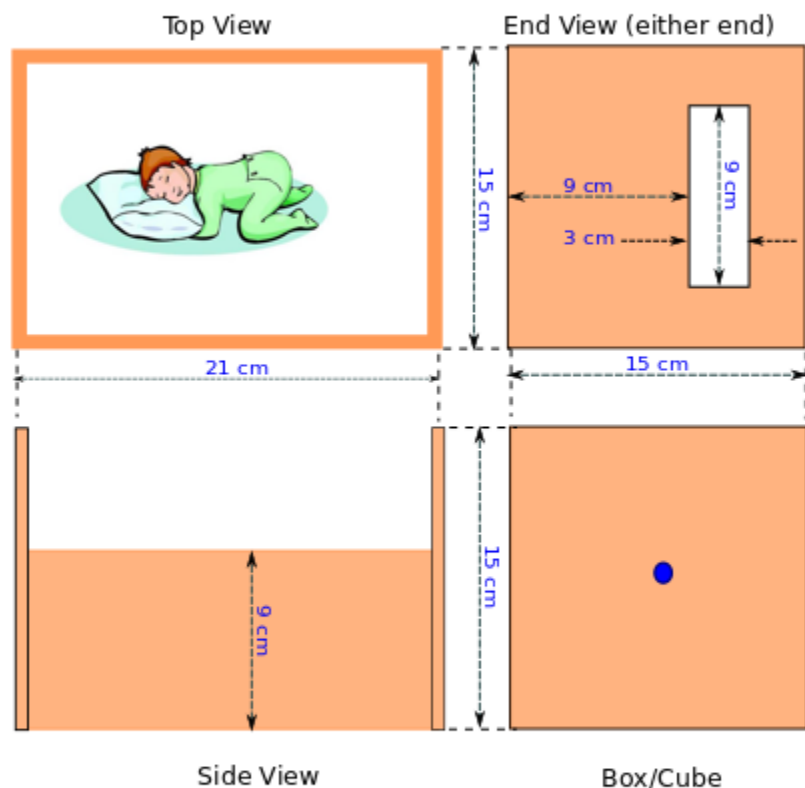 Top View
End View (either end)
15 cm
9 cm
9 cm
3 cm
21 cm
15 cm
9 cm
15 cm
Side View
Box/Cube